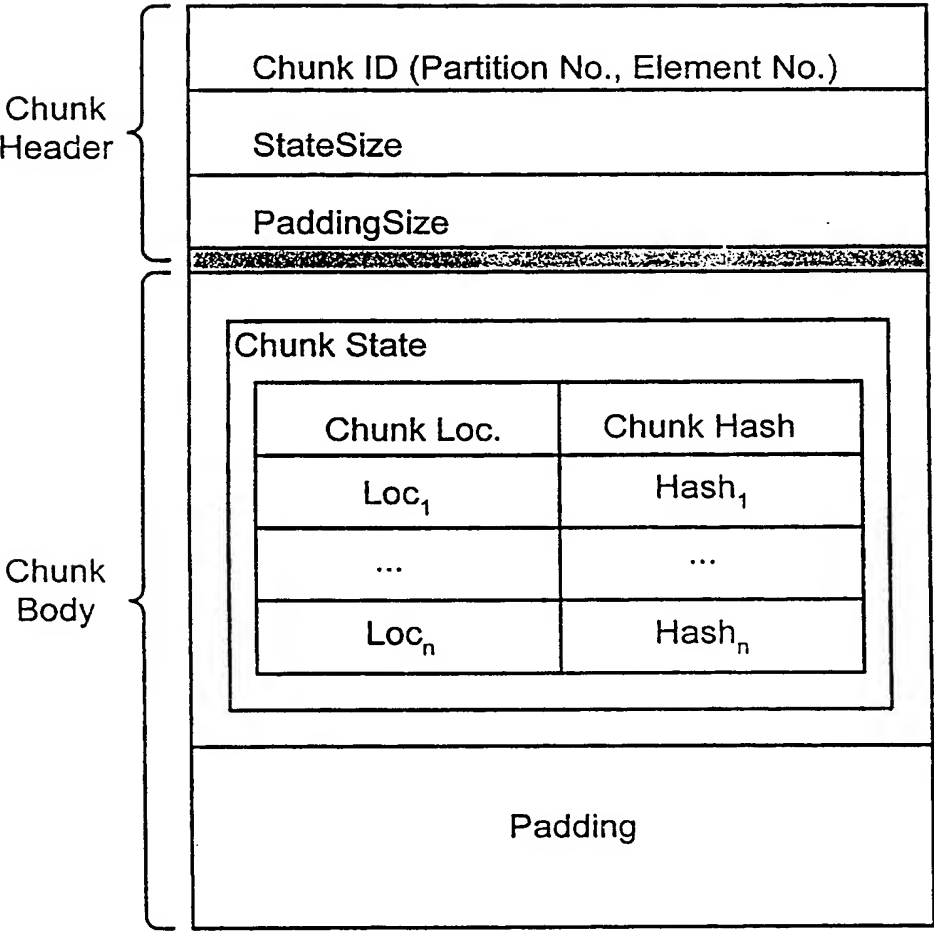 Chunk ID (Partition No., Element No.)
Chunk
Header
StateSize
PaddingSize
Chunk State
Chunk Loc. Chunk Hash
Loc₁ Hash₁
... ...
Chunk
Body
Locₙ Hashₙ
Padding